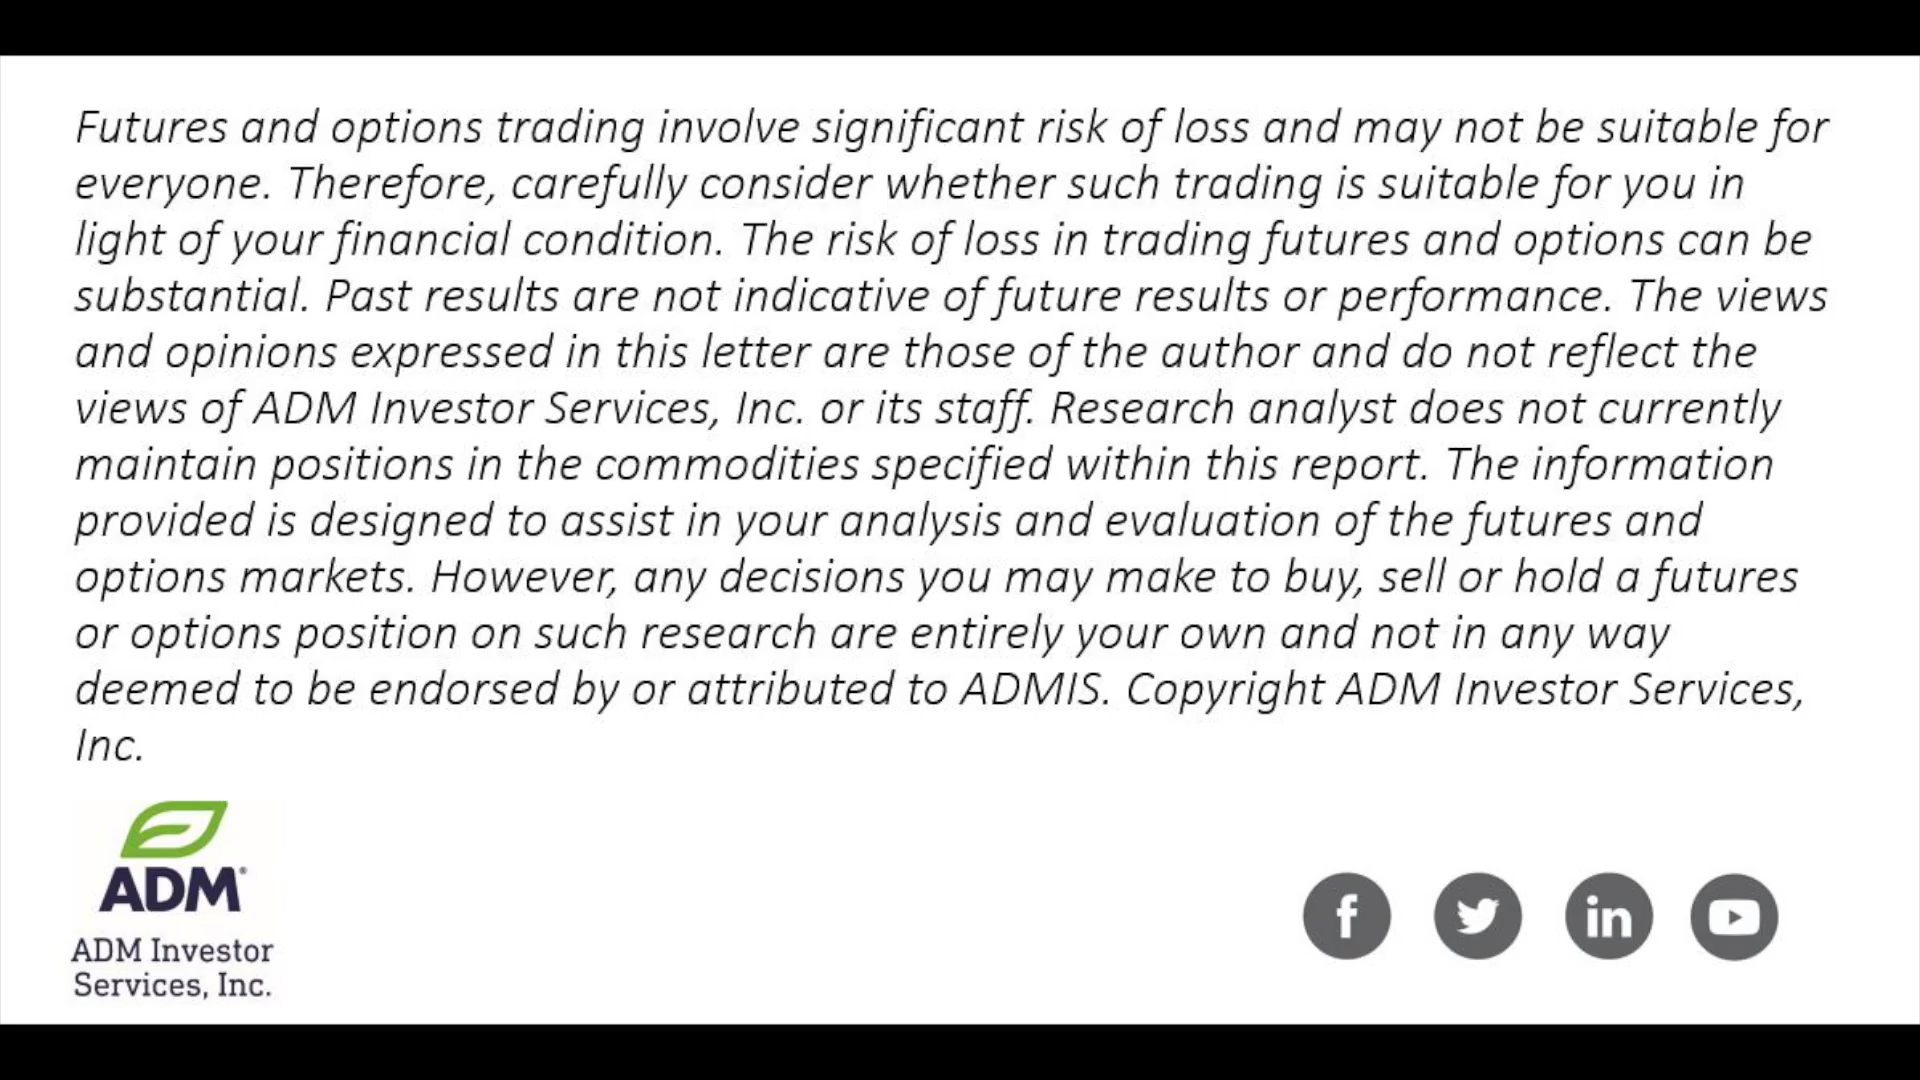 Futures and options trading involve significant risk of loss and may not be suitable for
everyone. Therefore, carefully consider whether such trading is suitable for you in
light of your financial condition. The risk of loss in trading futures and options can be
substantial. Past results are not indicative of future results or performance. The views
and opinions expressed in this letter are those of the author and do not reflect the
views of ADM Investor Services, Inc. or its staff. Research analyst does not currently
maintain positions in the commodities specified within this report. The information
provided is designed to assist in your analysis and evaluation of the futures and
options markets. However, any decisions you may make to buy, sell or hold a futures
or options position on such research are entirely your own and not in any way
deemed to be endorsed by or attributed to ADMIS. Copyright ADM Investor Services,
Inc.
ADM®
ADM Investor
Services, Inc.
f
in